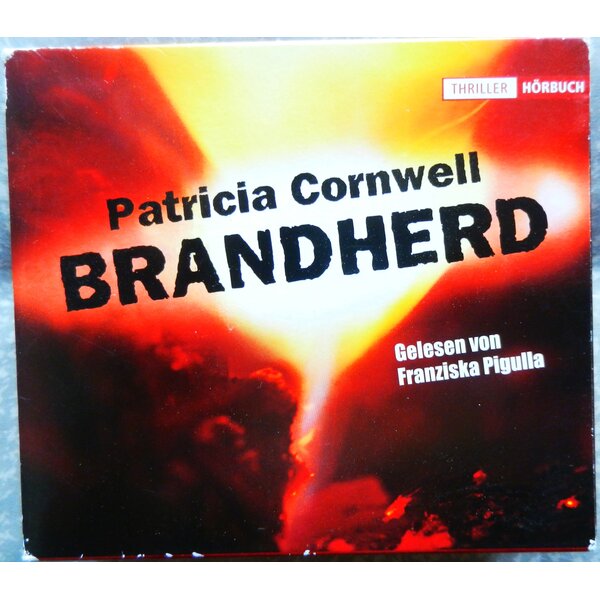 THRILLER HÖRBUCH
Patricia Cornwell
BRANDHERD
Gelesen von
Franziska Pigulla